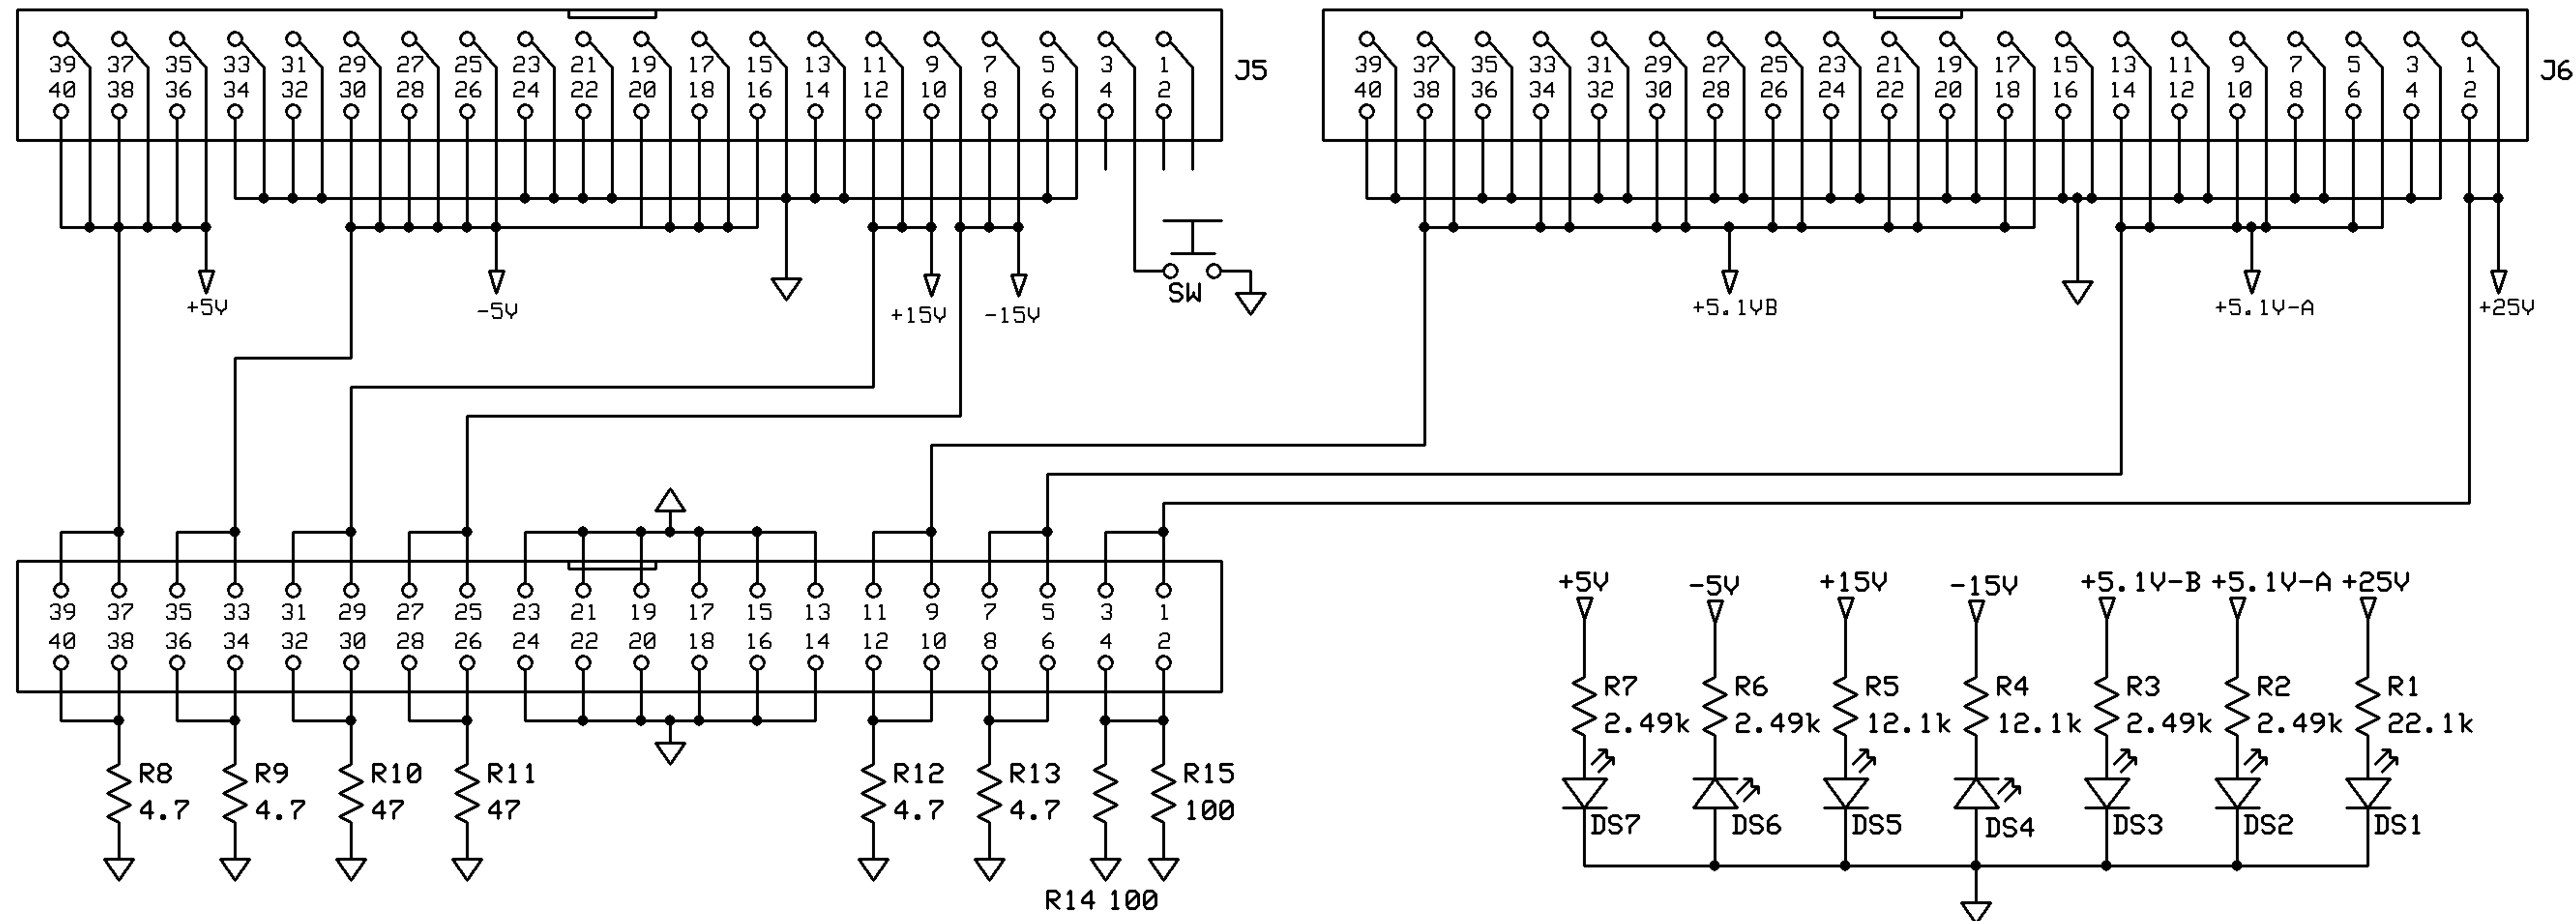 39 37 35 33 31 29 27 25 23 21 19 17 15 13 11 9 7 5 3 1
40 38 36 34 32 30 28 26 24 22 20 18 16 14 12 10 8 6 4 2
J5
39 37 35 33 31 29 27 25 23 21 19 17 15 13 11 9 7 5 3 1
40 38 36 34 32 30 28 26 24 22 20 18 16 14 12 10 8 6 4 2
J6
+5V
-5V
+15V
-15V
SW
+5.1VB
+5.1V-A
+25V
39 37 35 33 31 29 27 25 23 21 19 17 15 13 11 9 7 5 3 1
40 38 36 34 32 30 28 26 24 22 20 18 16 14 12 10 8 6 4 2
R8
4.7
R9
4.7
R10
47
R11
47
R12
4.7
R13
4.7
R15
100
R14 100
+5V
-5V
+15V
-15V
+5.1V-B
+5.1V-A
+25V
R7
2.49k
R6
2.49k
R5
12.1k
R4
12.1k
R3
2.49k
R2
2.49k
R1
22.1k
DS7
DS6
DS5
DS4
DS3
DS2
DS1